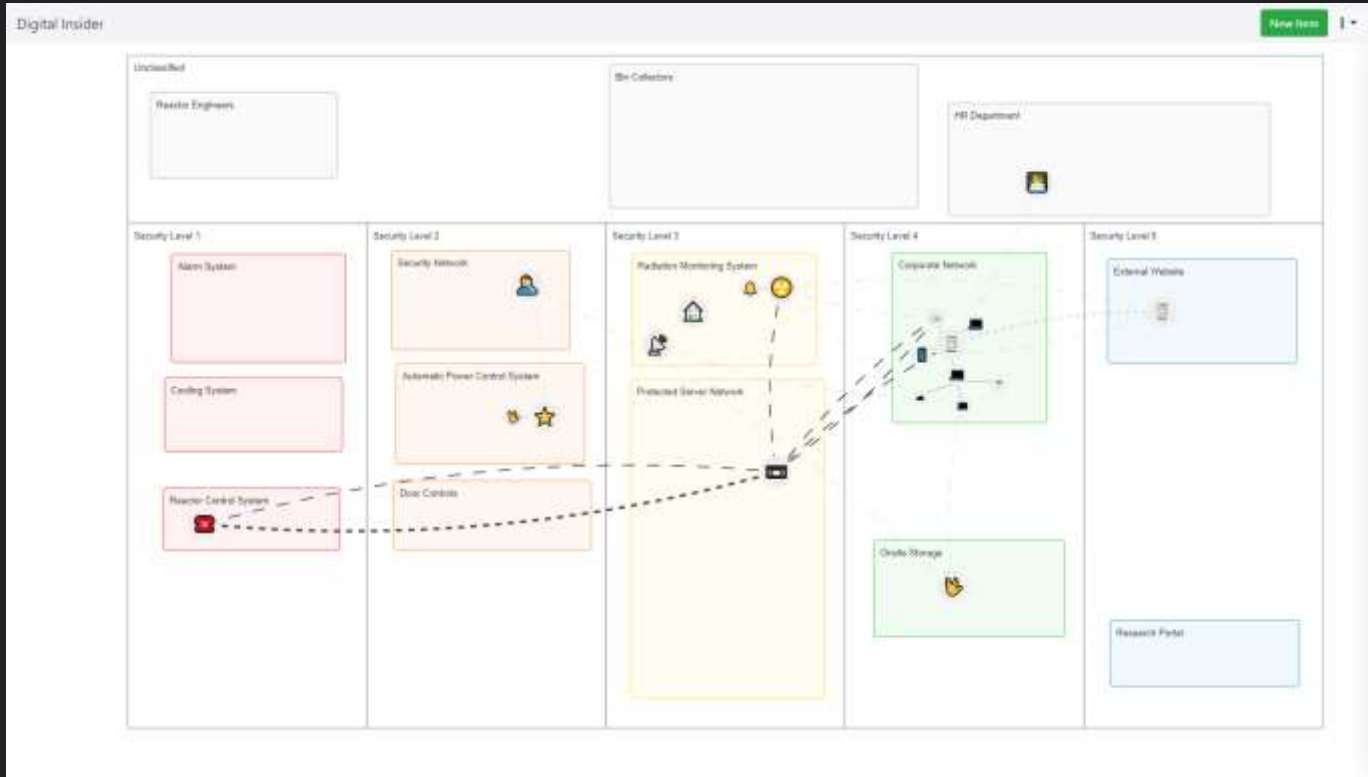 Digital Insider
New Item
Unclassified
Reactor Engineers
Bin Collectors
HR Department
Security Level 1
Security Level 2
Security Level 3
Security Level 4
Security Level 5
Alarm System
Security Network
Radiation Monitoring System
Corporate Network
External Website
Cooling System
Automatic Power Control System
Protected Server Network
Reactor Control System
Door Controls
Onsite Storage
Research Portal